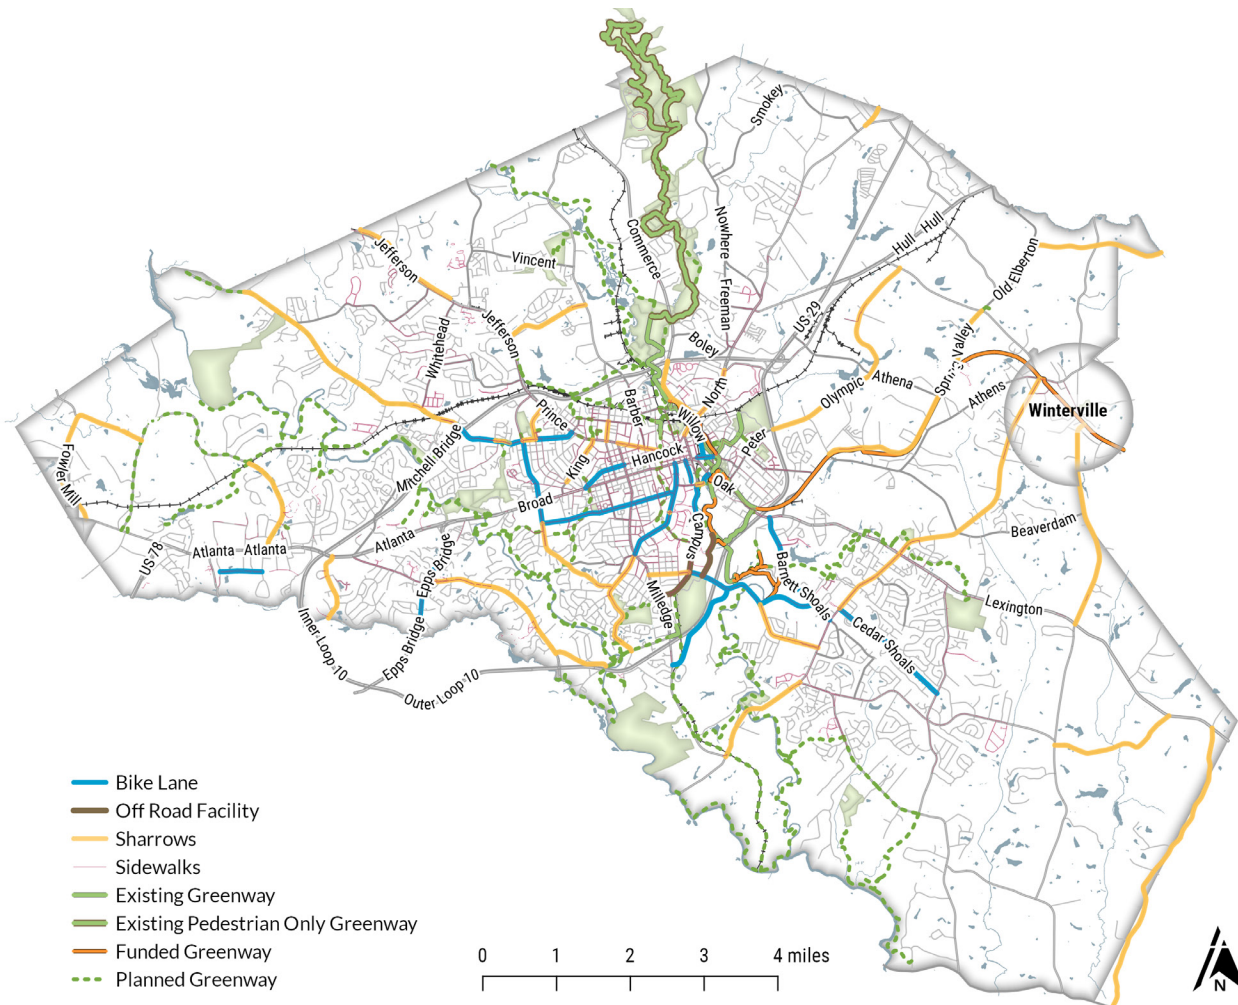 Smokey
Jefferson
Vincent
Commerce
Nowhere
Freeman
Hull
Hull
Old Elberton
US 29
Jefferson
Whitehead
Boley
North
Spring Valley
Athena
Olympic
Athens
Winterville
Prince
Barber
Willow
Peter
Fowler Mill
Mitchell Bridge
King
Hancock
Oak
Broad
Campus
Beaverdam
US 78
Atlanta
Atlanta
Atlanta
Epps Bridge
Barnett Shoals
Milledge
Lexington
Inner Loop 10
Epps Bridge
Cedar Shoals
Outer Loop 10
Bike Lane
Off Road Facility
Sharrows
Sidewalks
Existing Greenway
Existing Pedestrian Only Greenway
Funded Greenway
Planned Greenway
0 1 2 3 4 miles
N